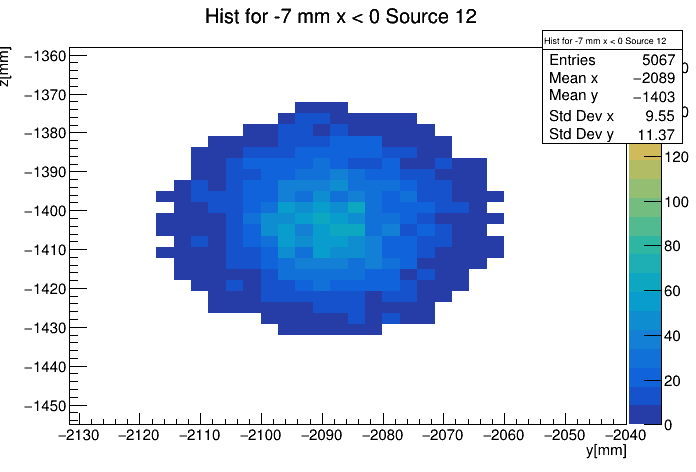 Hist for -7 mm x < 0 Source 12
Hist for -7 mm x < 0 Source 12
Entries 5067
Mean x −2089
Mean y −1403
Std Dev x 9.55
Std Dev y 11.37
z[mm]
−1360
−1370
−1380
−1390
−1400
−1410
−1420
−1430
−1440
−1450
120
100
80
60
40
20
0
−2130 −2120 −2110 −2100 −2090 −2080 −2070 −2060 −2050 −2040
y[mm]